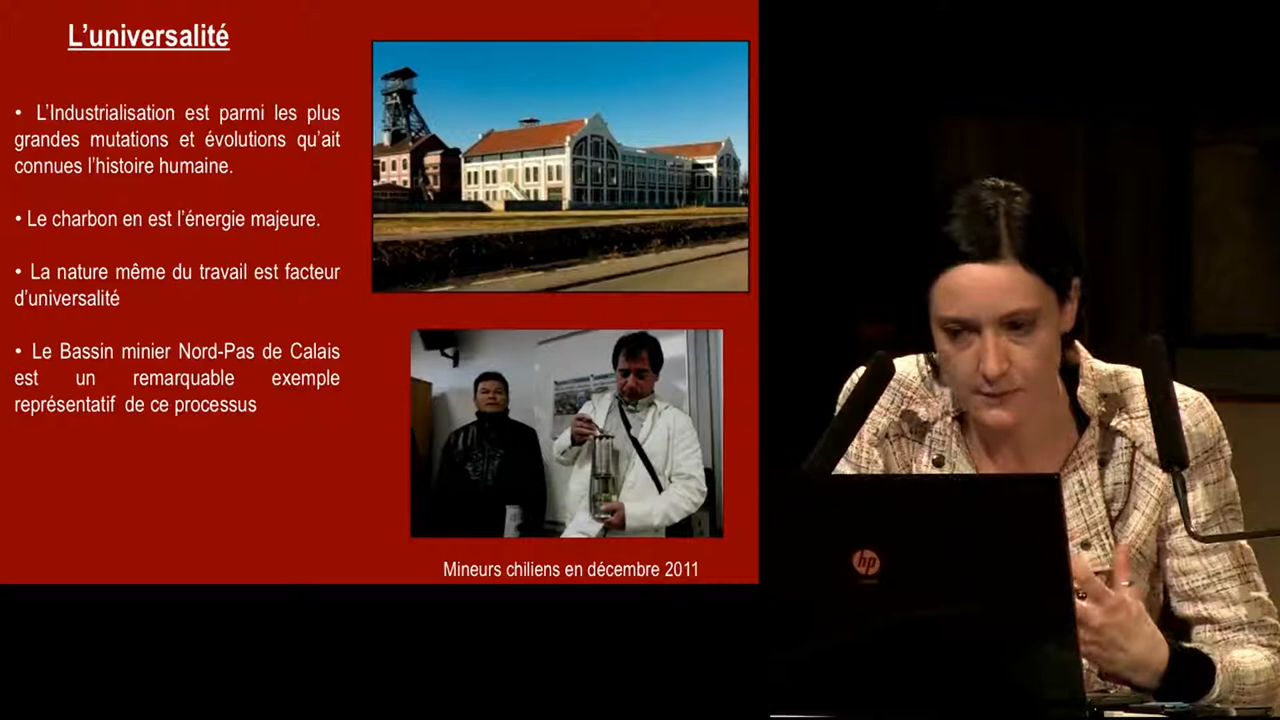 L’universalité
• L’Industrialisation est parmi les plus
grandes mutations et évolutions qu’ait
connues l’histoire humaine.
• Le charbon en est l’énergie majeure.
• La nature même du travail est facteur
d’universalité
• Le Bassin minier Nord-Pas de Calais
est un remarquable exemple
représentatif de ce processus
Mineurs chiliens en décembre 2011
hp